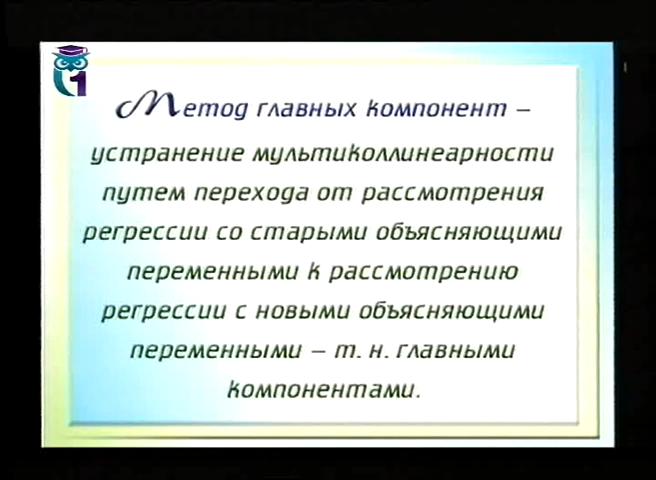 1
Метод главных компонент –
устранение мультиколлинеарности
путем перехода от рассмотрения
регрессии со старыми объясняющими
переменными к рассмотрению
регрессии с новыми объясняющими
переменными – т. н. главными
компонентами.